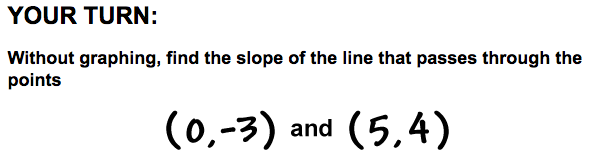 YOUR TURN:
Without graphing, find the slope of the line that passes through the
points
(0,-3) and (5,4)